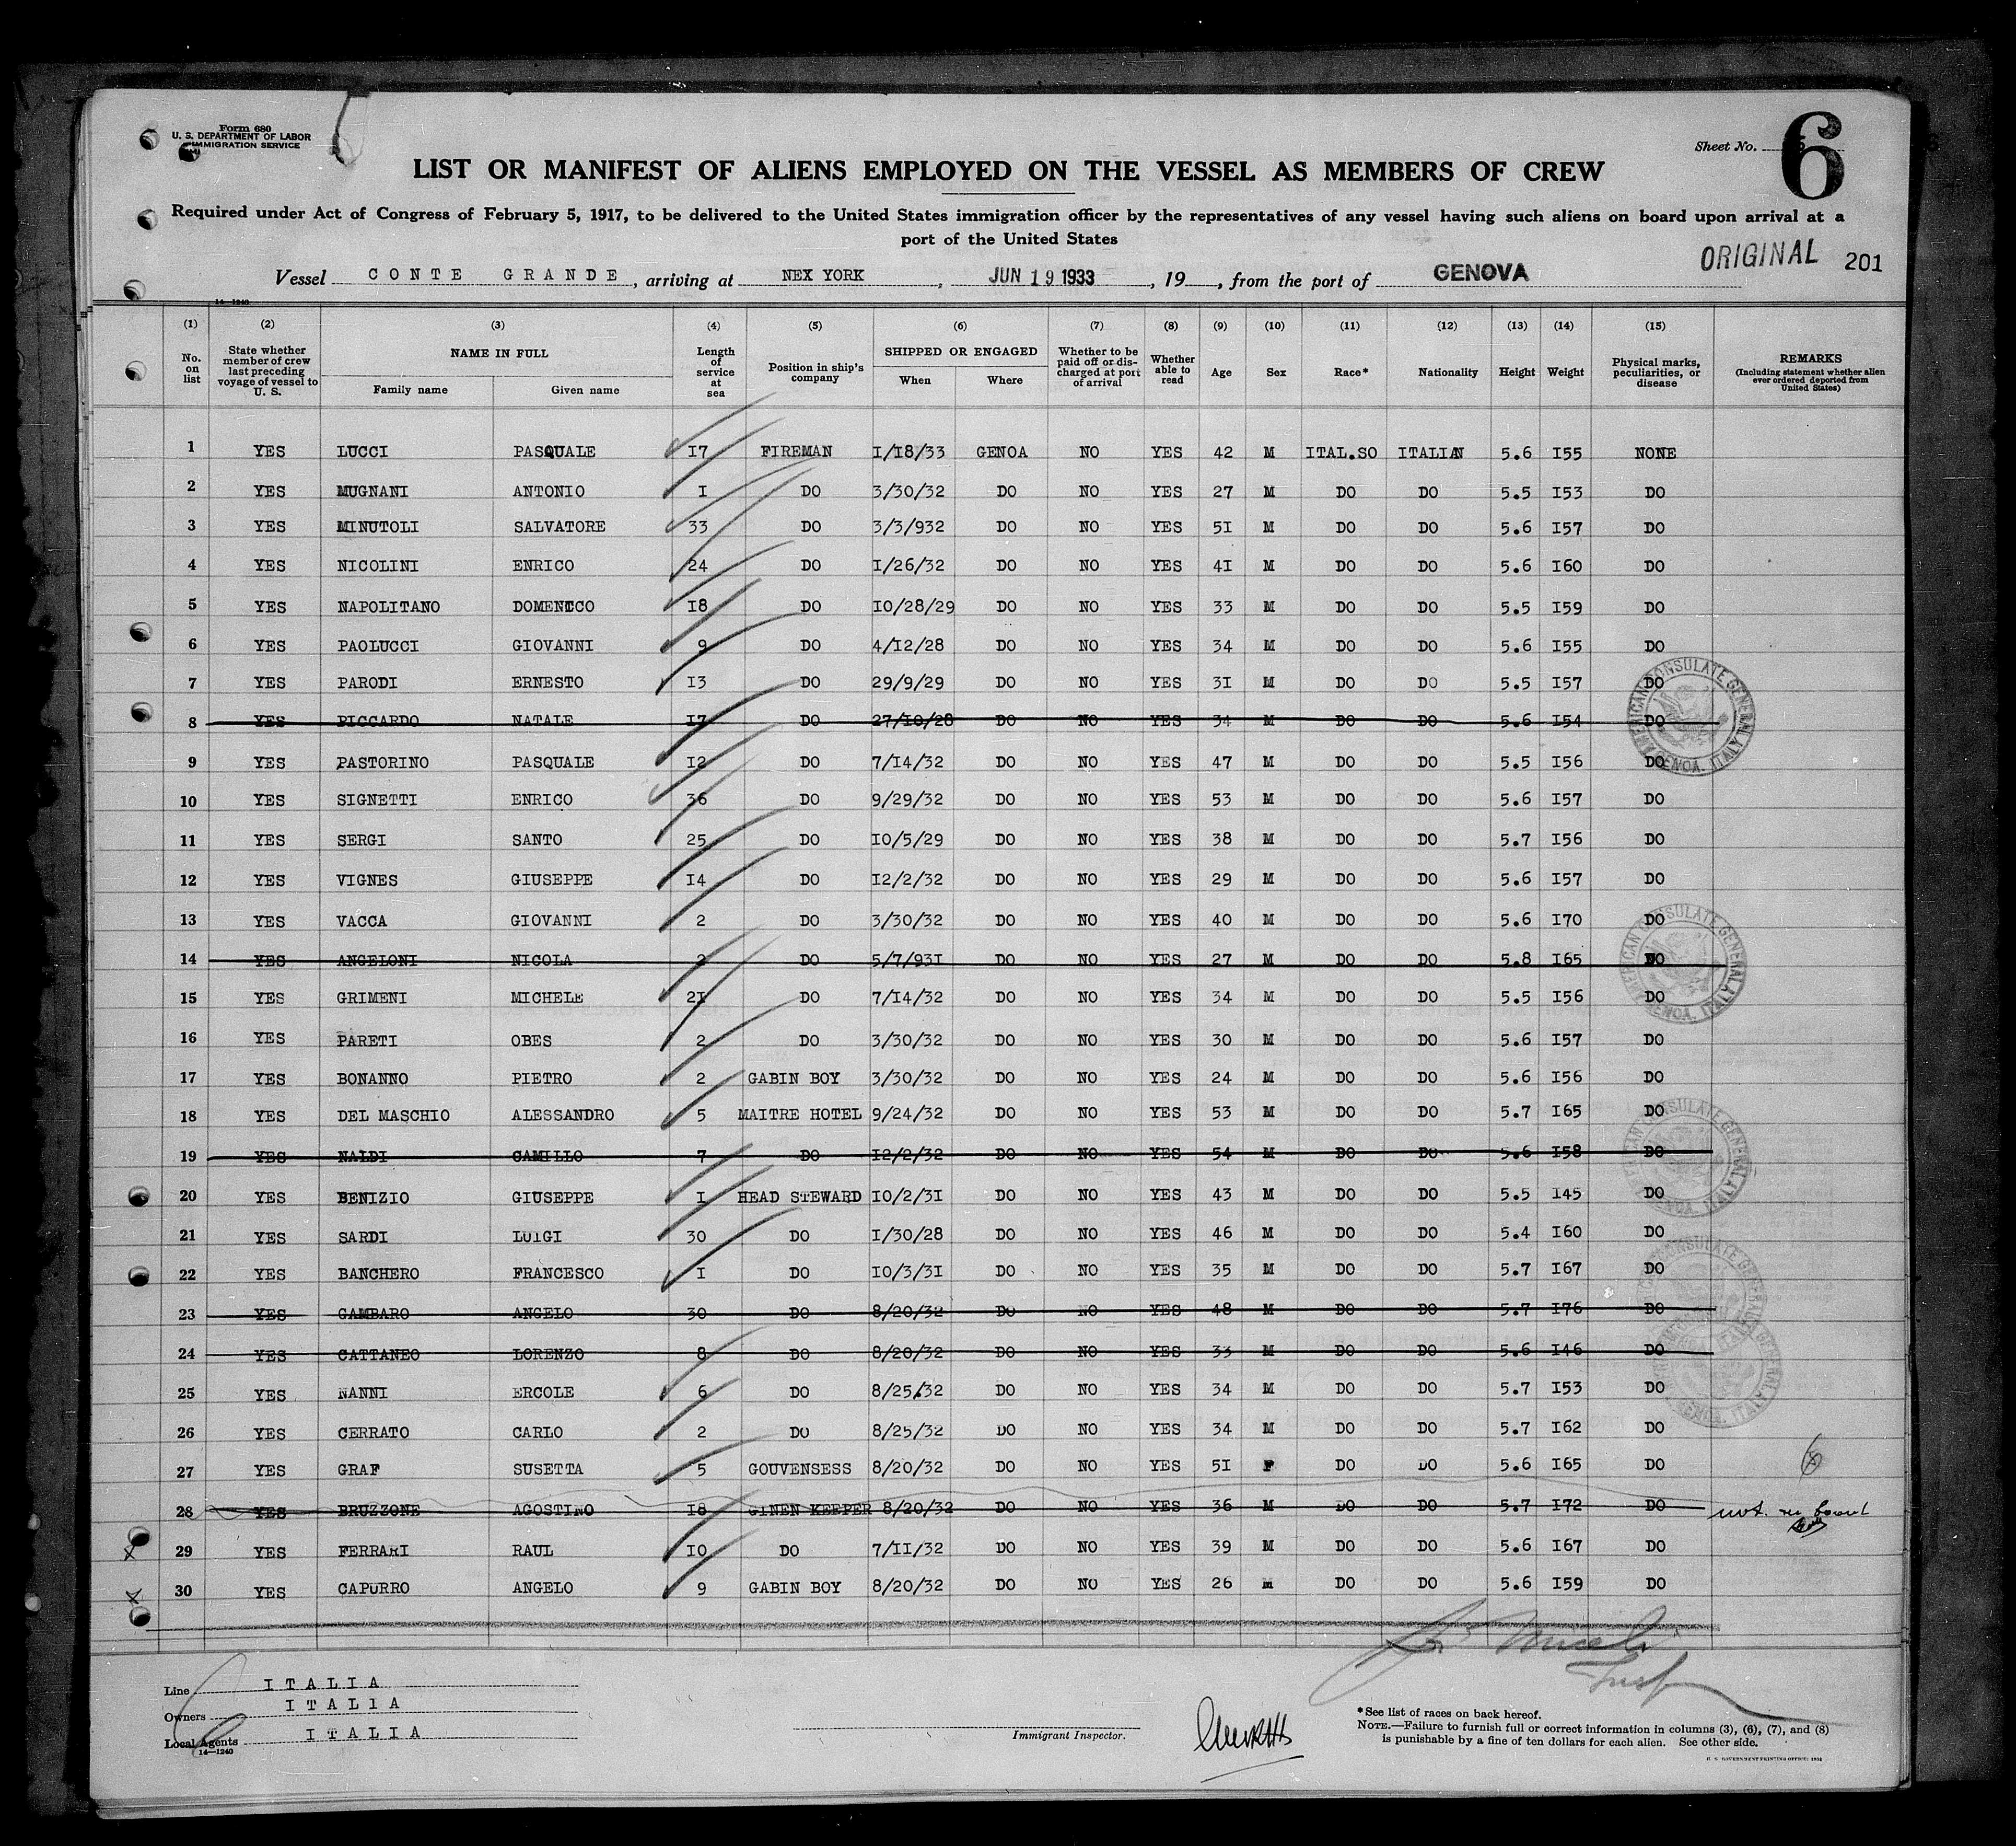 Form 680
U. S. DEPARTMENT OF LABOR
IMMIGRATION SERVICE
Sheet No. 6
LIST OR MANIFEST OF ALIENS EMPLOYED ON THE VESSEL AS MEMBERS OF CREW
Required under Act of Congress of February 5, 1917, to be delivered to the United States immigration officer by the representatives of any vessel having such aliens on board upon arrival at a
port of the United States
ORIGINAL 201
Vessel CONTE GRANDE, arriving at NEX YORK, JUN 19 1933, 19, from the port of GENOVA
14—1240
(1) (2) (3) (4) (5) (6) (7) (8) (9) (10) (11) (12) (13) (14) (15)
No. on list State whether member of crew last preceding voyage of vessel to U. S. NAME IN FULL Family name Given name Length of service at sea Position in ship's company SHIPPED OR ENGAGED When Where Whether to be paid off or discharged at port of arrival Whether able to read Age Sex Race* Nationality Height Weight Physical marks, peculiarities, or disease REMARKS (Including statement whether alien ever ordered deported from United States)
1 YES LUCCI PASQUALE I7 FIREMAN I/I8/33 GENOA NO YES 42 M ITAL.SO ITALIAN 5.6 I55 NONE
2 YES MUGNANI ANTONIO I DO 3/30/32 DO NO YES 27 M DO DO 5.5 I53 DO
3 YES MINUTOLI SALVATORE 33 DO 3/3/932 DO NO YES 5I M DO DO 5.6 I57 DO
4 YES NICOLINI ENRICO 24 DO I/26/32 DO NO YES 4I M DO DO 5.6 I60 DO
5 YES NAPOLITANO DOMENICO I8 DO I0/28/29 DO NO YES 33 M DO DO 5.5 I59 DO
6 YES PAOLUCCI GIOVANNI 9 DO 4/I2/28 DO NO YES 34 M DO DO 5.6 I55 DO
7 YES PARODI ERNESTO I3 DO 29/9/29 DO NO YES 3I M DO DO 5.5 I57 DO
8 YES PICCARDO NATALE I7 DO 27/I0/28 DO NO YES 34 M DO DO 5.6 I54 DO
9 YES PASTORINO PASQUALE I2 DO 7/I4/32 DO NO YES 47 M DO DO 5.5 I56 DO
10 YES SIGNETTI ENRICO 36 DO 9/29/32 DO NO YES 53 M DO DO 5.6 I57 DO
11 YES SERGI SANTO 25 DO I0/5/29 DO NO YES 38 M DO DO 5.7 I56 DO
12 YES VIGNES GIUSEPPE I4 DO I2/2/32 DO NO YES 29 M DO DO 5.6 I57 DO
13 YES VACCA GIOVANNI 2 DO 3/30/32 DO NO YES 40 M DO DO 5.6 I70 DO
14 YES ANGELONI NICOLA 2 DO 5/7/93I DO NO YES 27 M DO DO 5.8 I65 DO
15 YES GRIMENI MICHELE 2I DO 7/I4/32 DO NO YES 34 M DO DO 5.5 I56 DO
16 YES PARETI OBES 2 DO 3/30/32 DO NO YES 30 M DO DO 5.6 I57 DO
17 YES BONANNO PIETRO 2 GABIN BOY 3/30/32 DO NO YES 24 M DO DO 5.6 I56 DO
18 YES DEL MASCHIO ALESSANDRO 5 MAITRE HOTEL 9/24/32 DO NO YES 53 M DO DO 5.7 I65 DO
19 YES NALDI CAMILLO 7 DO I2/2/32 DO NO YES 54 M DO DO 5.6 I58 DO
20 YES BENIZIO GIUSEPPE I HEAD STEWARD I0/2/3I DO NO YES 43 M DO DO 5.5 I45 DO
21 YES SARDI LUIGI 30 DO I/30/28 DO NO YES 46 M DO DO 5.4 I60 DO
22 YES BANCHERO FRANCESCO I DO I0/3/3I DO NO YES 35 M DO DO 5.7 I67 DO
23 YES GAMBARO ANGELO 30 DO 8/20/32 DO NO YES 48 M DO DO 5.7 I76 DO
24 YES CATTANEO LORENZO 8 DO 8/20/32 DO NO YES 33 M DO DO 5.6 I46 DO
25 YES NANNI ERCOLE 6 DO 8/25/32 DO NO YES 34 M DO DO 5.7 I53 DO
26 YES CERRATO CARLO 2 DO 8/25/32 DO NO YES 34 M DO DO 5.7 I62 DO
27 YES GRAF SUSETTA 5 GOUVENSESS 8/20/32 DO NO YES 5I F DO DO 5.6 I65 DO
28 YES BRUZZONE AGOSTINO I8 GINEN KEEPER 8/20/32 DO NO YES 36 M DO DO 5.7 I72 DO not on board
29 YES FERRARI RAUL I0 DO 7/II/32 DO NO YES 39 M DO DO 5.6 I67 DO
30 YES CAPURRO ANGELO 9 GABIN BOY 8/20/32 DO NO YES 26 M DO DO 5.6 I59 DO
AMERICAN CONSULATE GENERAL GENOA, ITALY
AMERICAN CONSULATE GENERAL GENOA, ITALY
Insp
Line ITALIA
Owners ITALIA
Local Agents ITALIA
14—1240
Immigrant Inspector.
*See list of races on back hereof.
NOTE.—Failure to furnish full or correct information in columns (3), (6), (7), and (8)
is punishable by a fine of ten dollars for each alien. See other side.